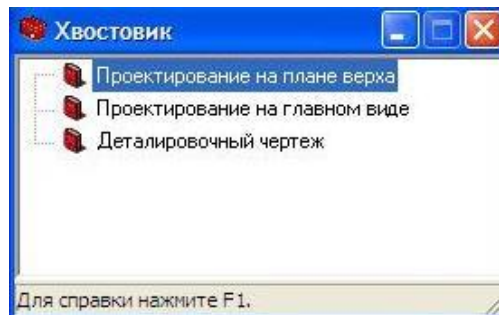 Хвостовик
Проектирование на плане верха
Проектирование на главном виде
Деталировочный чертеж
Для справки нажмите F1.